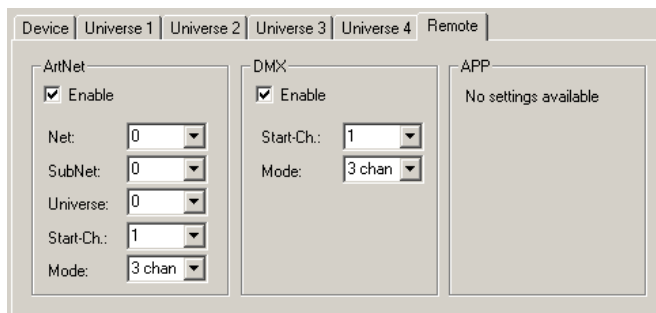 Device Universe 1 Universe 2 Universe 3 Universe 4 Remote
ArtNet
Enable
Net: 0
SubNet: 0
Universe: 0
Start-Ch.: 1
Mode: 3 chan
DMX
Enable
Start-Ch.: 1
Mode: 3 chan
APP
No settings available